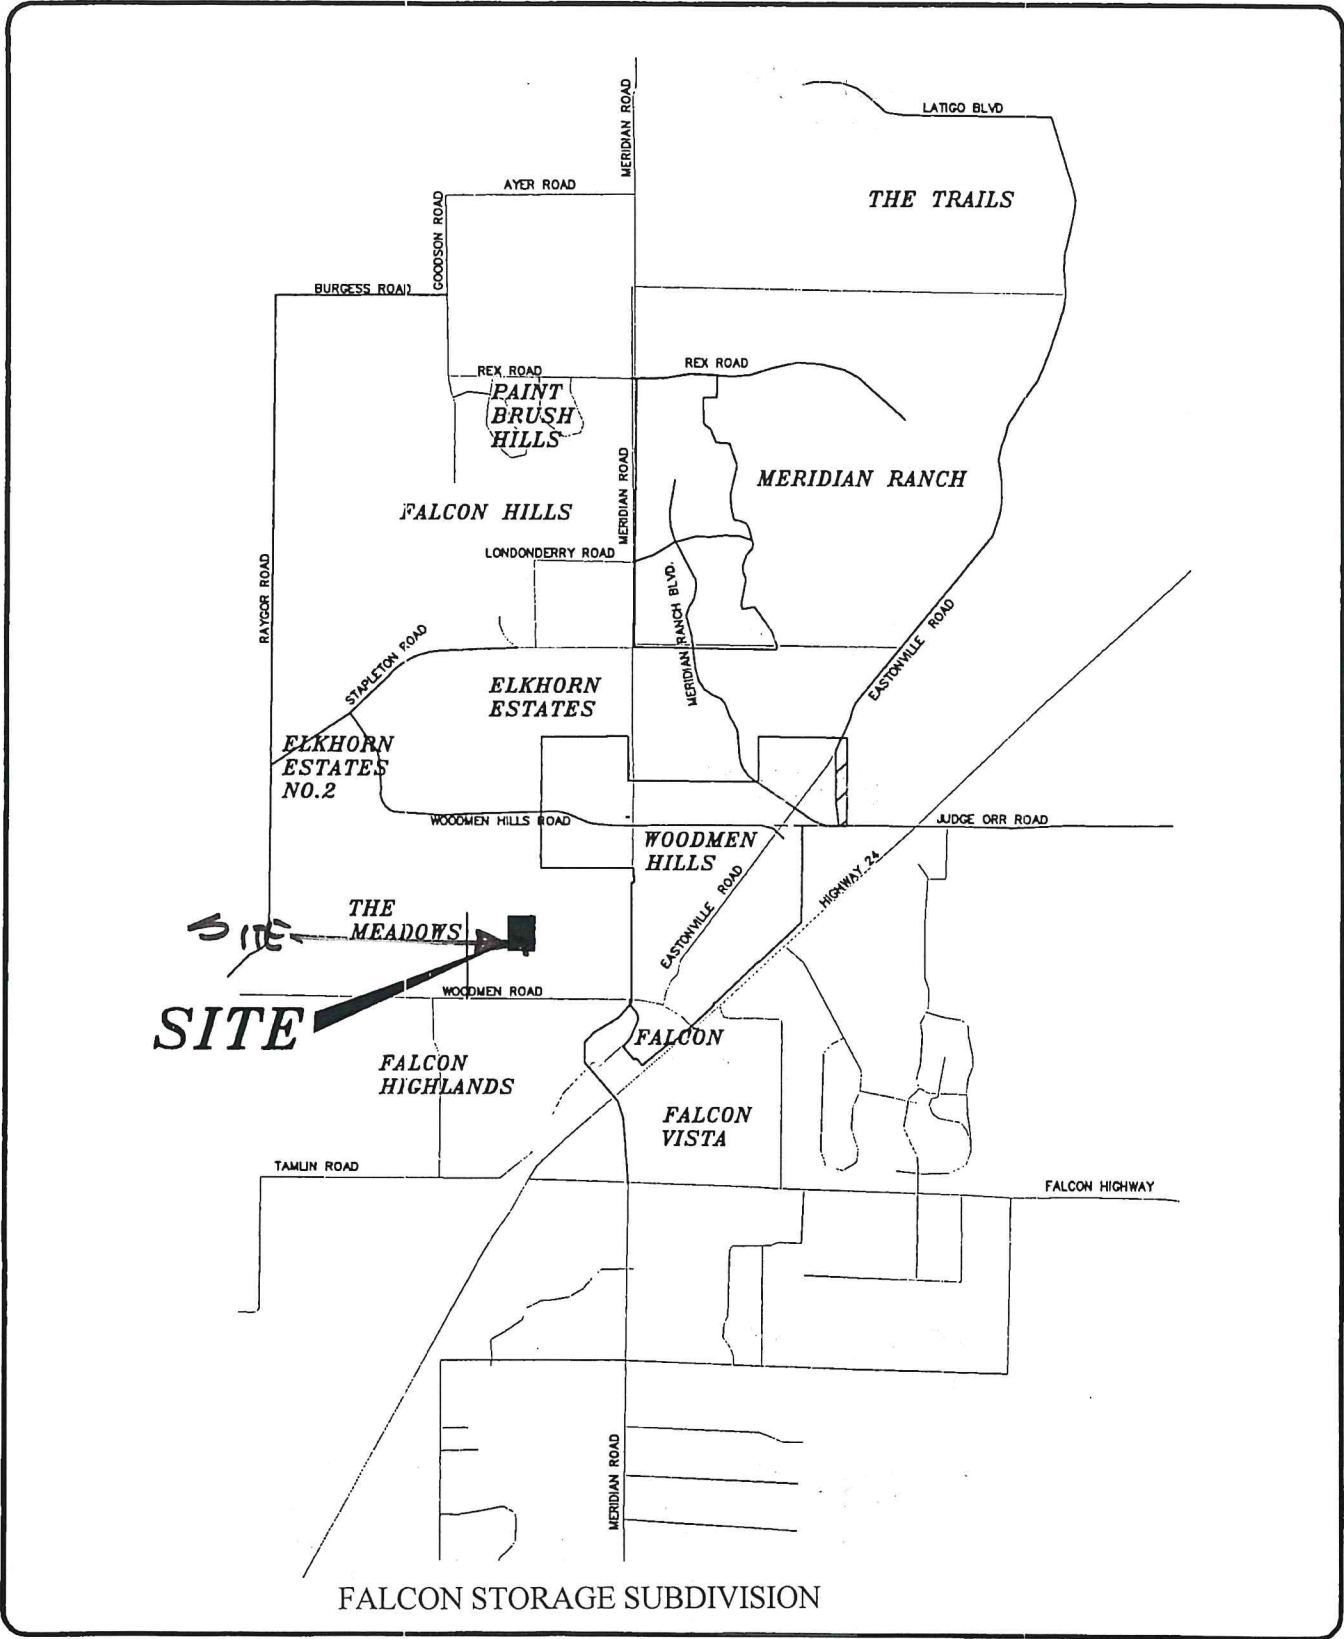 MERIDIAN ROAD
LATIGO BLVD
AYER ROAD
THE TRAILS
GOODSON ROAD
BURGESS ROAD
REX ROAD
REX ROAD
PAINT
BRUSH
HILLS
MERIDIAN ROAD
MERIDIAN RANCH
FALCON HILLS
LONDONDERRY ROAD
RAYGOR ROAD
MERIDIAN RANCH BLVD.
EASTONVILLE ROAD
STAPLETON ROAD
ELKHORN
ESTATES
ELKHORN
ESTATES
NO.2
WOODMEN HILLS ROAD
JUDGE ORR ROAD
WOODMEN
HILLS
HIGHWAY 24
EASTONVILLE ROAD
THE
MEADOWS
SITE
WOODMEN ROAD
SITE
FALCON
FALCON
HIGHLANDS
FALCON
VISTA
TAMLIN ROAD
FALCON HIGHWAY
MERIDIAN ROAD
FALCON STORAGE SUBDIVISION